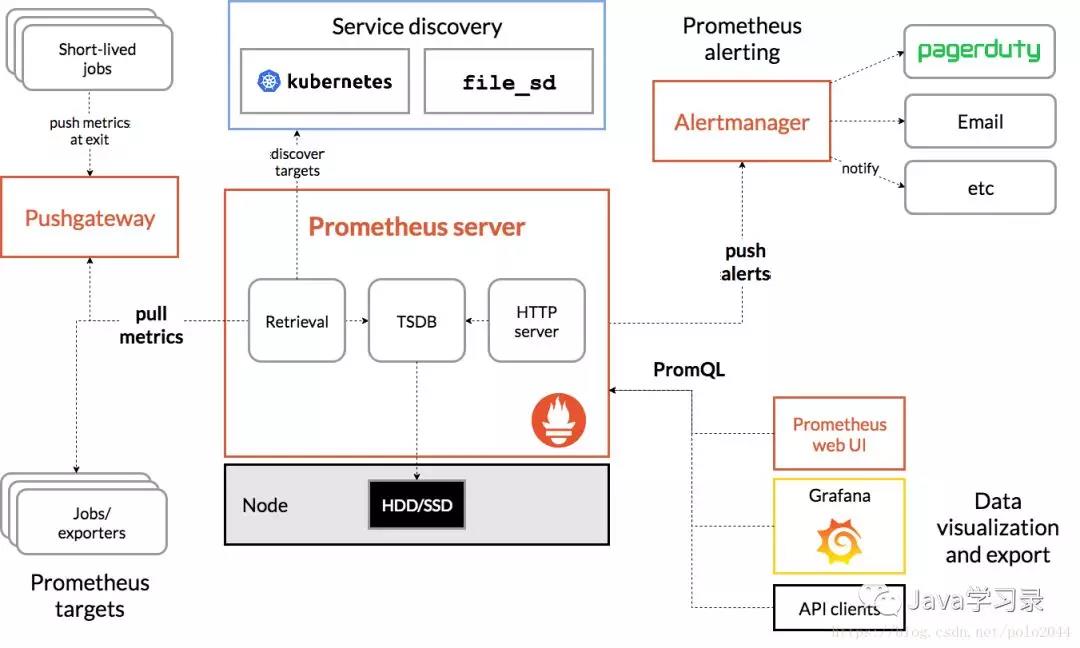 Short-lived
jobs
push metrics
at exit
Pushgateway
Service discovery
kubernetes
file_sd
discover
targets
Prometheus
alerting
Alertmanager
pagerduty
Email
notify
etc
Prometheus server
Retrieval
TSDB
HTTP
server
pull
metrics
push
alerts
PromQL
Node
HDD/SSD
Jobs/
exporters
Prometheus
targets
Prometheus
web UI
Grafana
API clients
Data
visualization
and export
Java学习录
https://blog.csdn.net/polo2044